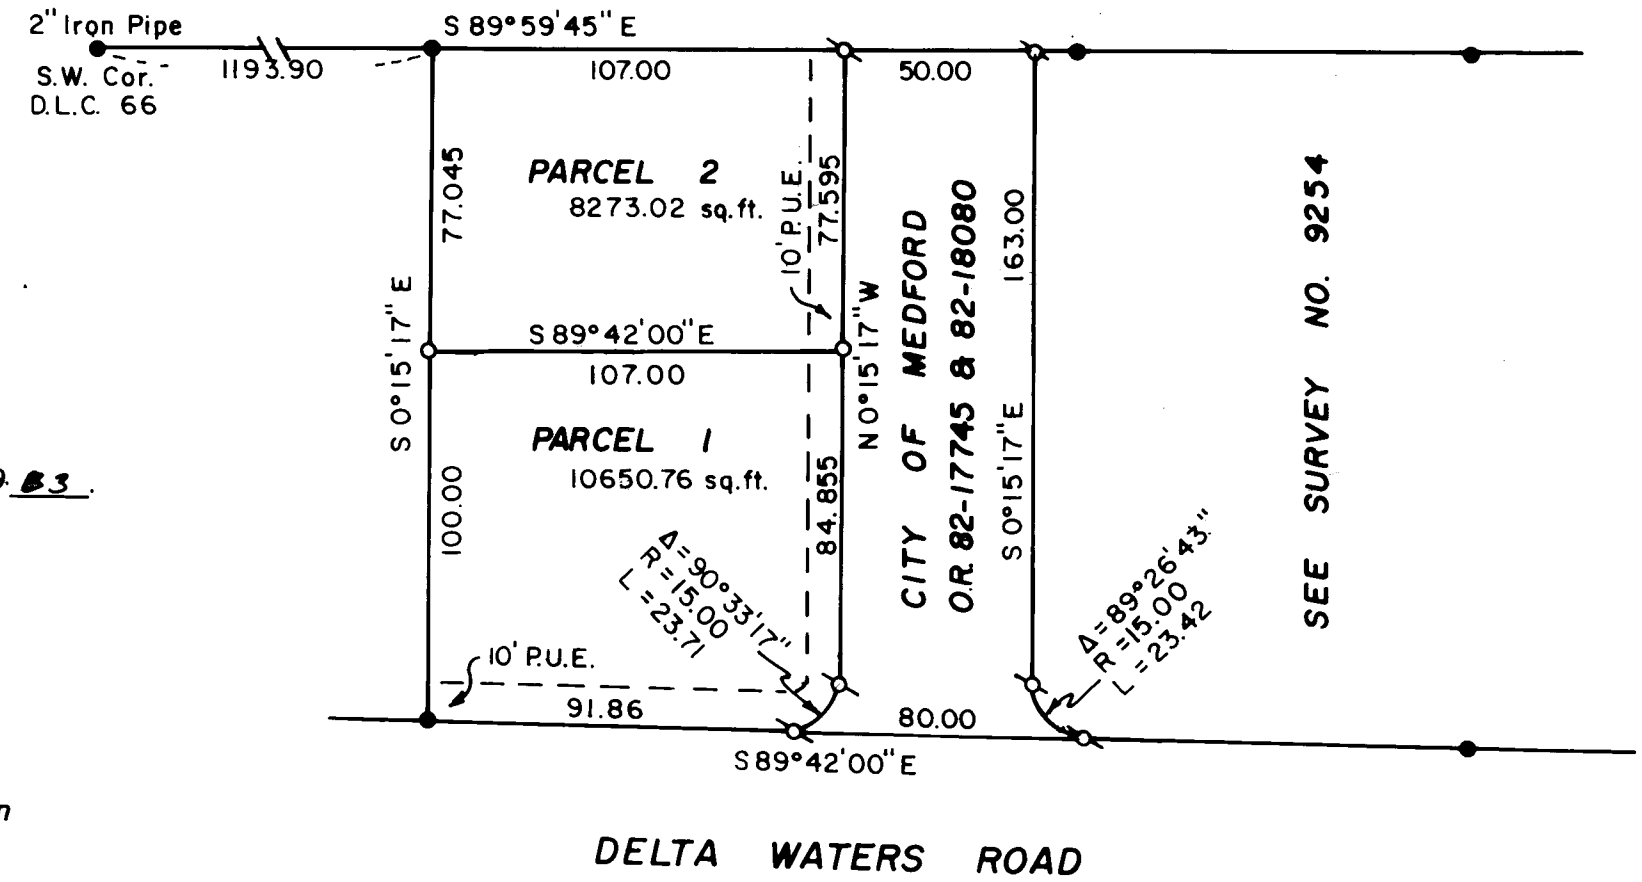 2" Iron Pipe
S 89°59'45" E
1193.90
107.00
50.00
S.W. Cor.
D.L.C. 66
77.045
PARCEL 2
8273.02 sq.ft.
10' P.U.E.
77.595
S 0°15'17" E
S 89°42'00" E
107.00
N 0°15'17" W
CITY OF MEDFORD
O.R. 82-17745 & 82-18080
163.00
S 0°15'17" E
SEE SURVEY NO. 9254
PARCEL 1
10650.76 sq.ft.
100.00
84.855
B3.
Δ=90°33'17"
R=15.00
L=23.71
Δ=89°26'43"
R=15.00
L=23.42
10' P.U.E.
91.86
80.00
S 89°42'00" E
n
DELTA WATERS ROAD